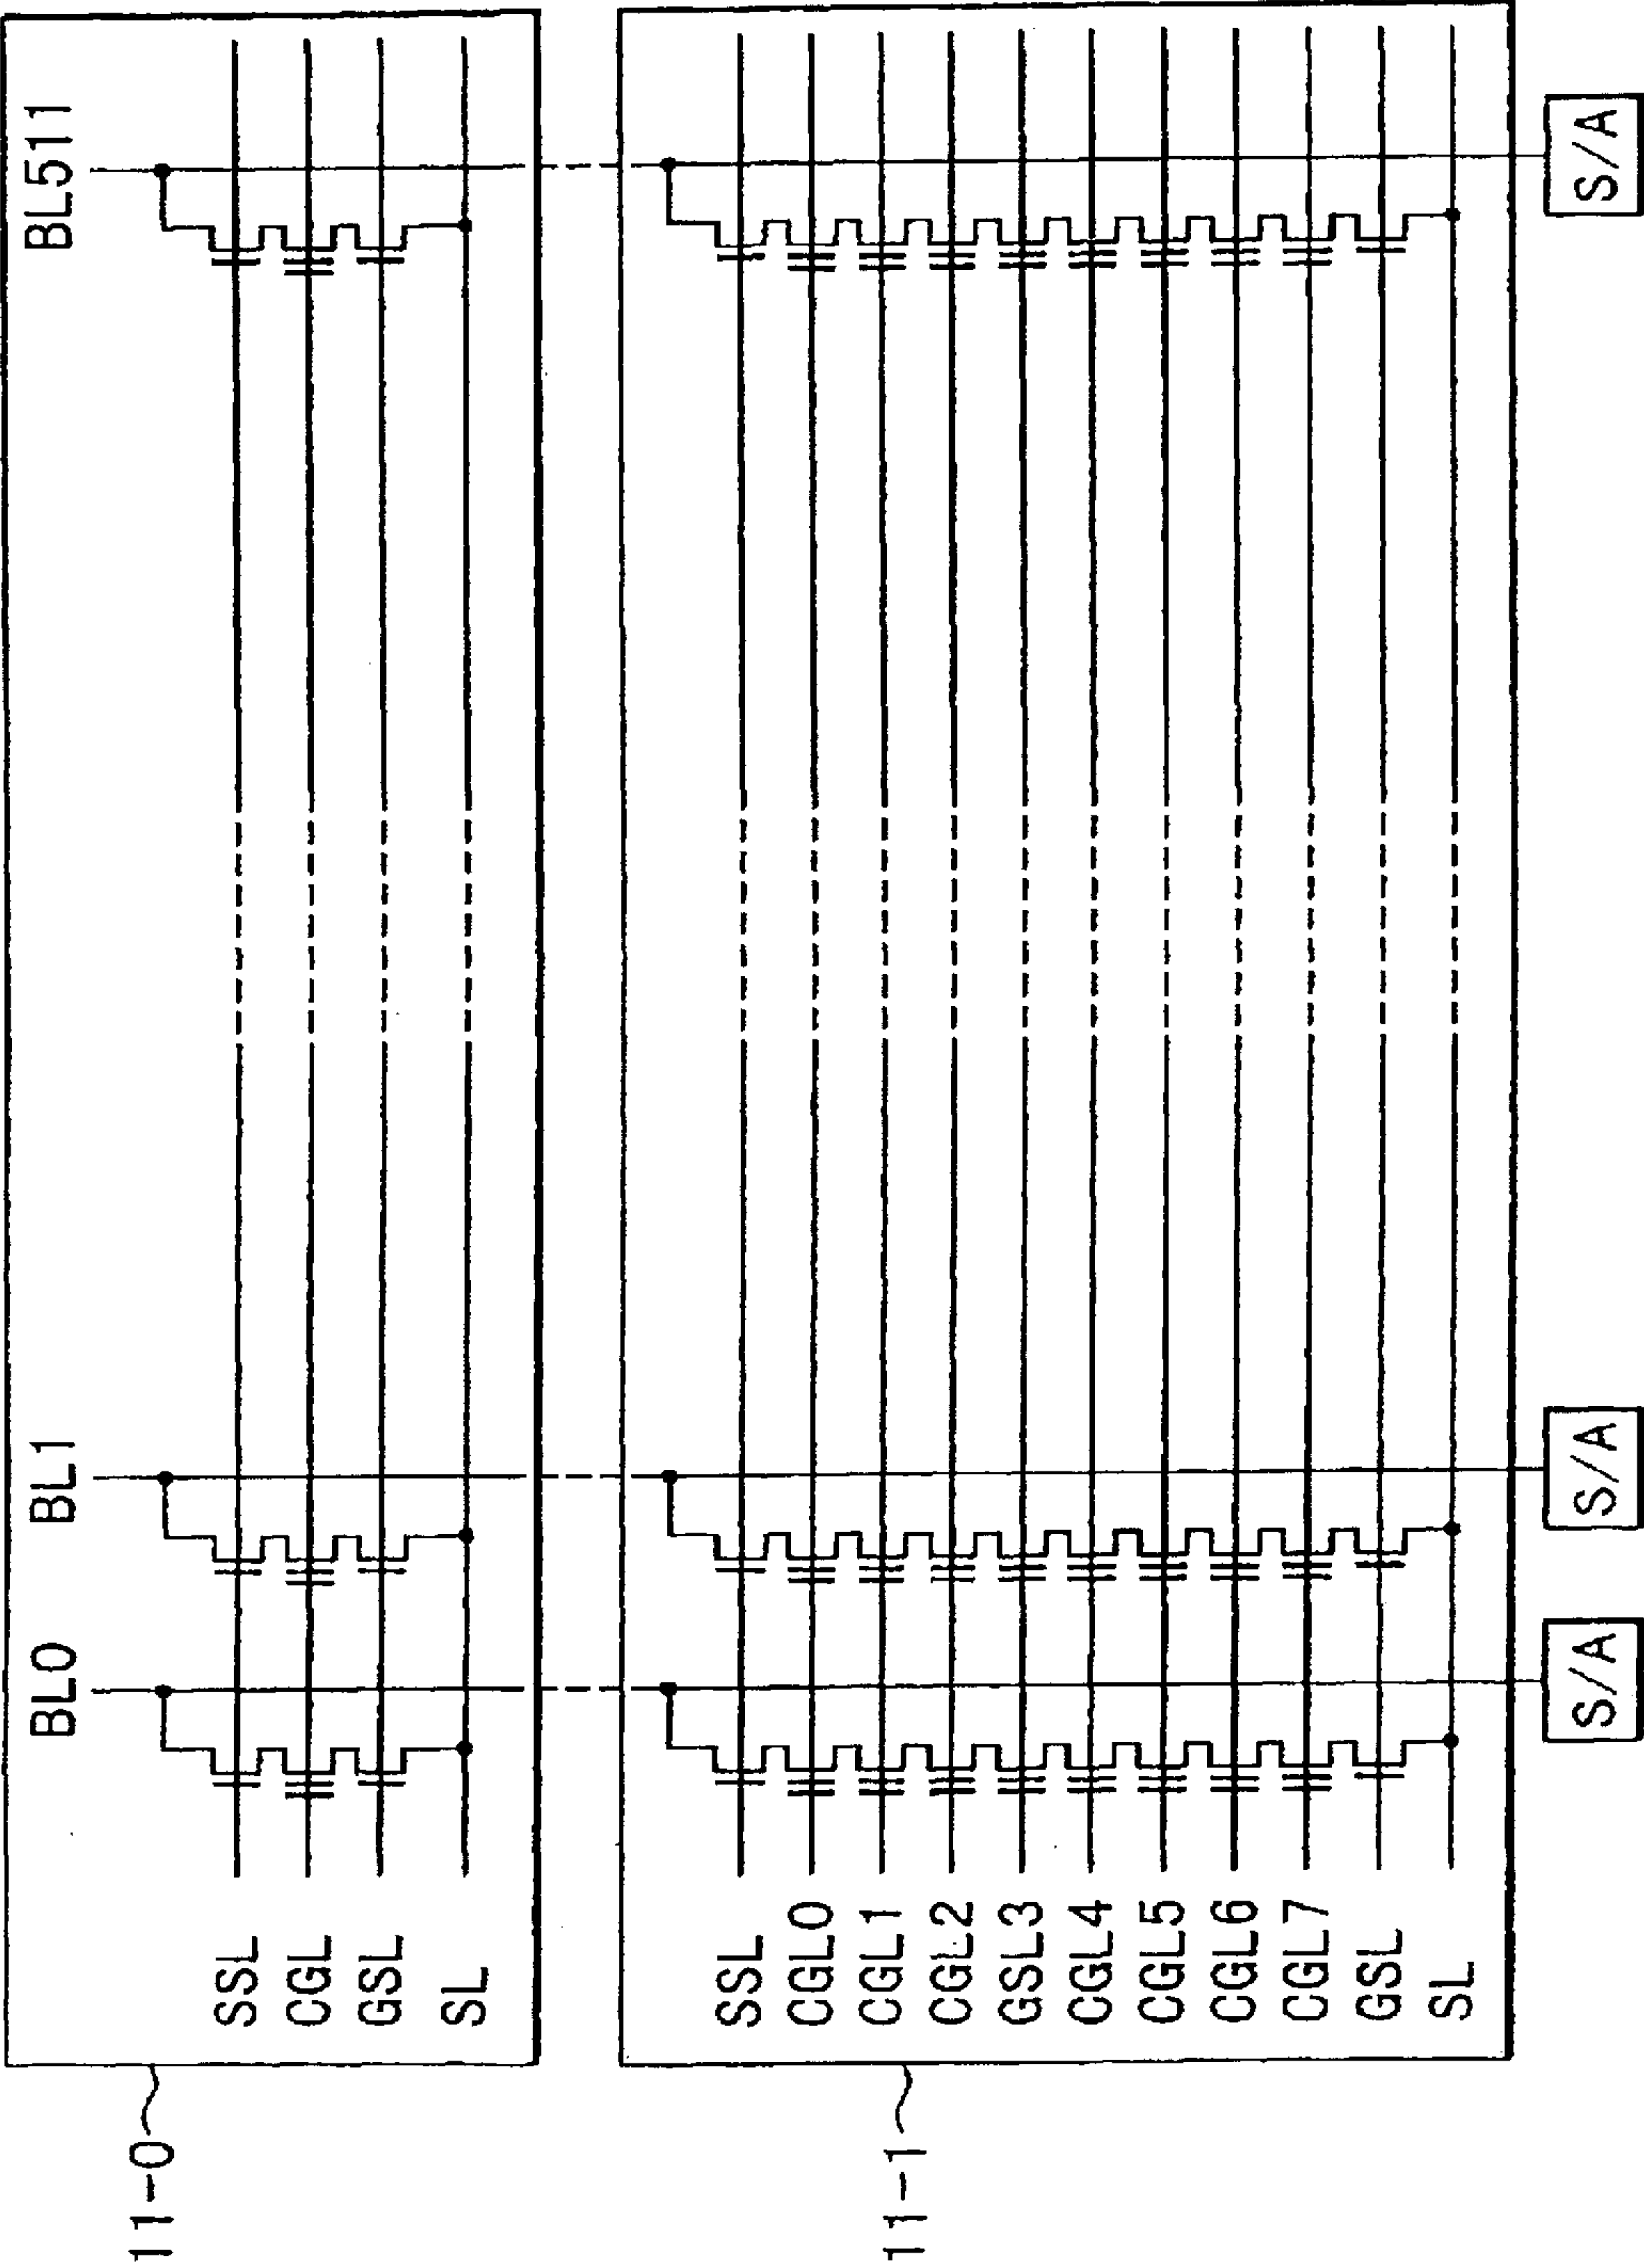 BL0
BL1
BL511
SSL
CGL
GSL
SL
11-0
SSL
CGL0
CGL1
CGL2
GSL3
CGL4
CGL5
CGL6
CGL7
GSL
SL
11-1
S/A
S/A
S/A